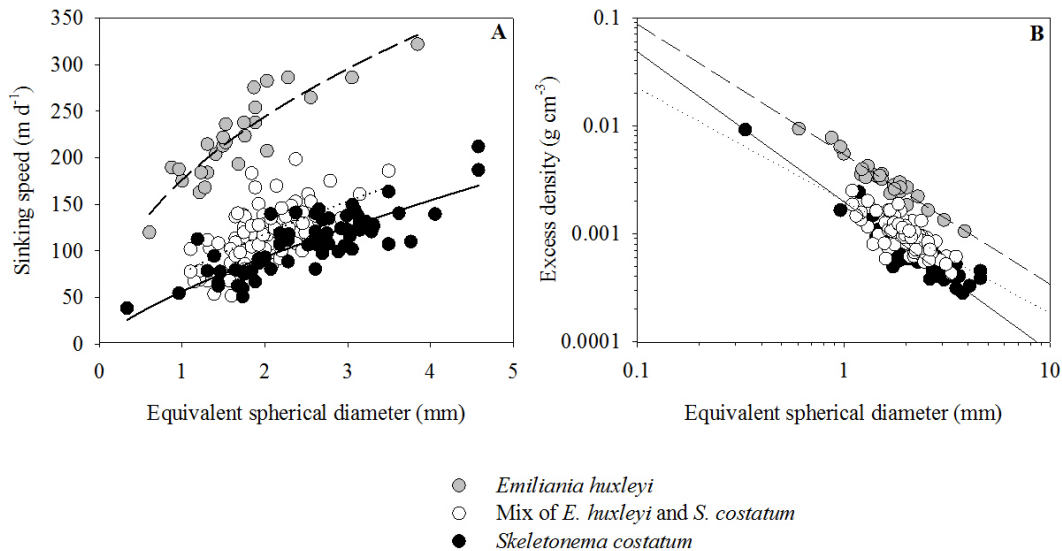 A
Sinking speed (m d⁻¹)
350
300
250
200
150
100
50
0
0 1 2 3 4 5
Equivalent spherical diameter (mm)
B
Excess density (g cm⁻³)
0.1
0.01
0.001
0.0001
0.1 1 10
Equivalent spherical diameter (mm)
Emiliania huxleyi
Mix of E. huxleyi and S. costatum
Skeletonema costatum